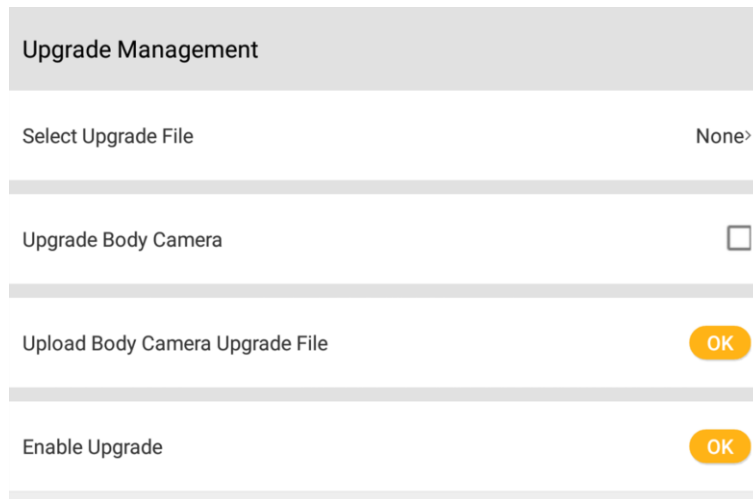 Upgrade Management
Select Upgrade File None>
Upgrade Body Camera
Upload Body Camera Upgrade File OK
Enable Upgrade OK